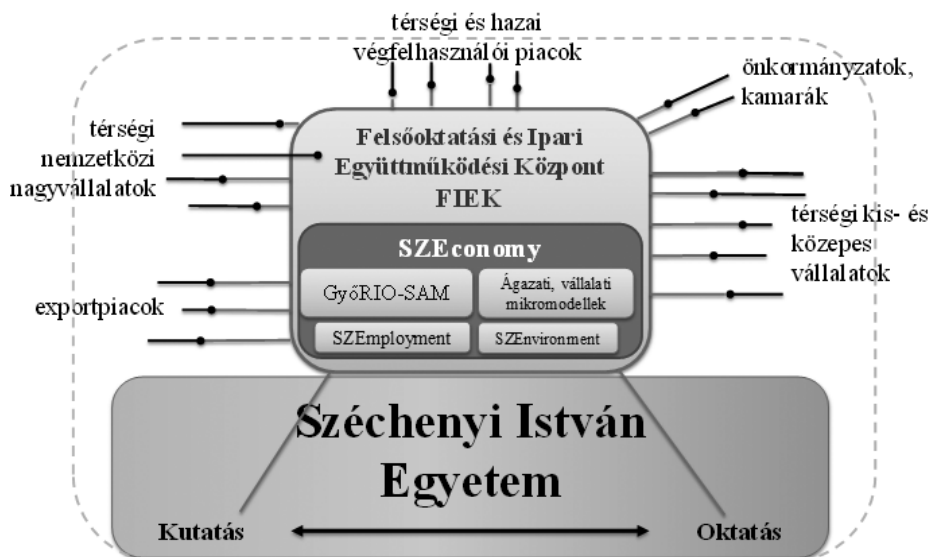 térségi és hazai
végfelhasználói piacok
önkormányzatok,
kamarák
térségi
nemzetközi
nagyvállalatok
Felsőoktatási és Ipari
Együttműködési Központ
FIEK
térségi kis- és
közepes
vállalatok
SZEconomy
GyőRIO-SAM
Ágazati, vállalati
mikromodellek
exportpiacok
SZEmployment
SZEnvironment
Széchenyi István
Egyetem
Kutatás
Oktatás